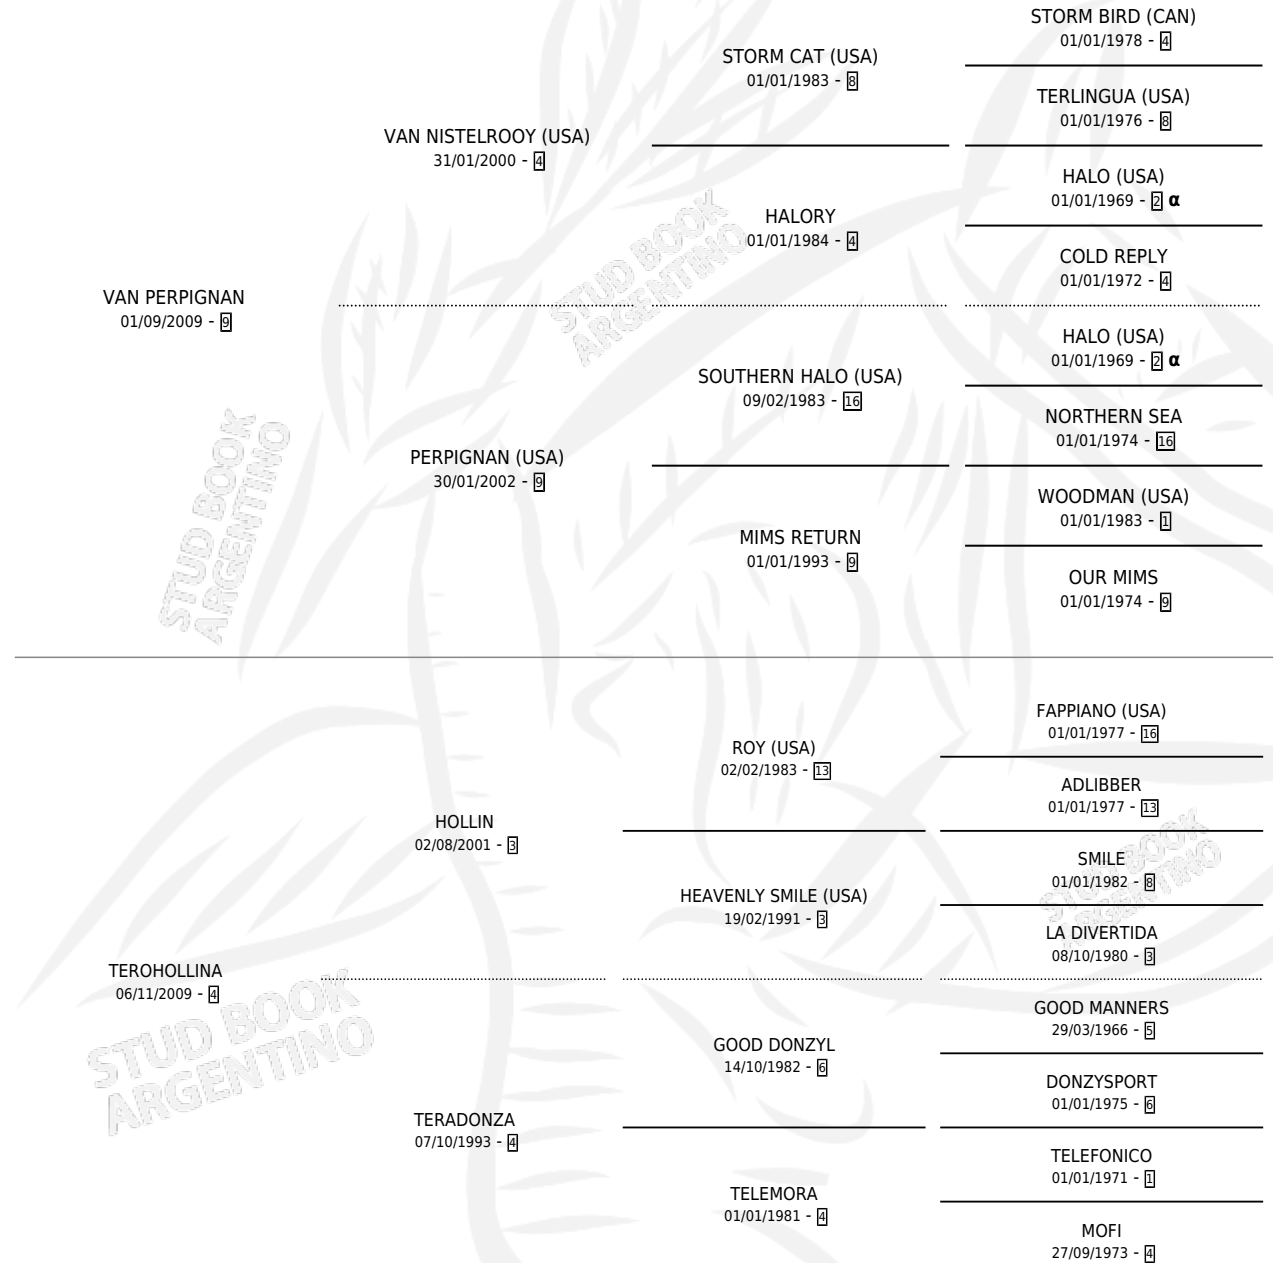 STORM BIRD (CAN)
01/01/1978 - 4
STORM CAT (USA)
01/01/1983 - 8
TERLINGUA (USA)
01/01/1976 - 8
VAN NISTELROOY (USA)
31/01/2000 - 4
HALO (USA)
01/01/1969 - 2 α
HALORY
01/01/1984 - 4
COLD REPLY
01/01/1972 - 4
VAN PERPIGNAN
01/09/2009 - 9
HALO (USA)
01/01/1969 - 2 α
SOUTHERN HALO (USA)
09/02/1983 - 16
NORTHERN SEA
01/01/1974 - 16
PERPIGNAN (USA)
30/01/2002 - 9
WOODMAN (USA)
01/01/1983 - 1
MIMS RETURN
01/01/1993 - 9
OUR MIMS
01/01/1974 - 9
STUD BOOK
ARGENTINO
STUD BOOK
ARGENTINO
FAPPIANO (USA)
01/01/1977 - 16
ROY (USA)
02/02/1983 - 13
ADLIBBER
01/01/1977 - 13
HOLLIN
02/08/2001 - 3
SMILE
01/01/1982 - 8
HEAVENLY SMILE (USA)
19/02/1991 - 3
LA DIVERTIDA
08/10/1980 - 3
STUD BOOK
ARGENTINO
TEROHOLLINA
06/11/2009 - 4
GOOD MANNERS
29/03/1966 - 5
GOOD DONZYL
14/10/1982 - 6
DONZYSPORT
01/01/1975 - 6
TERADONZA
07/10/1993 - 4
TELEFONICO
01/01/1971 - 1
TELEMORA
01/01/1981 - 4
MOFI
27/09/1973 - 4
STUD BOOK
ARGENTINO